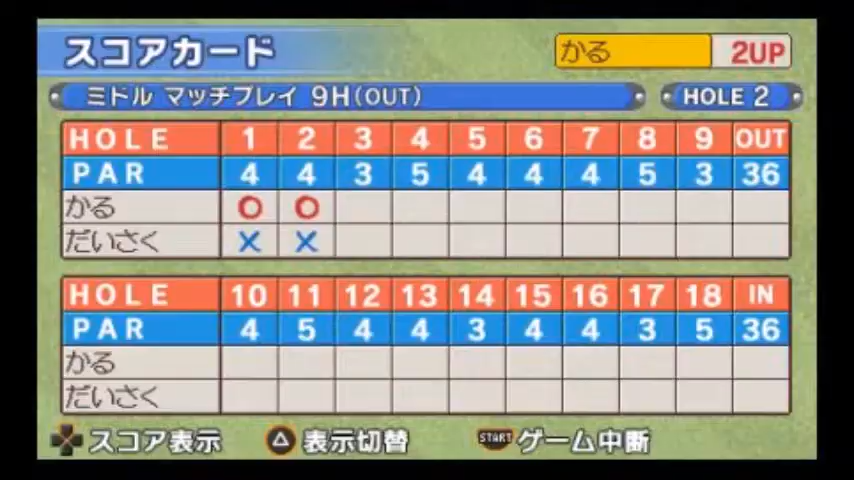 スコアカード かる 2UP
ミドル マッチプレイ 9H(OUT) HOLE 2
HOLE 1 2 3 4 5 6 7 8 9 OUT
PAR 4 4 3 5 4 4 4 5 3 36
かる O O
だいさく X X
HOLE 10 11 12 13 14 15 16 17 18 IN
PAR 4 5 4 4 3 4 4 3 5 36
かる
だいさく
スコア表示 △ 表示切替 START ゲーム中断